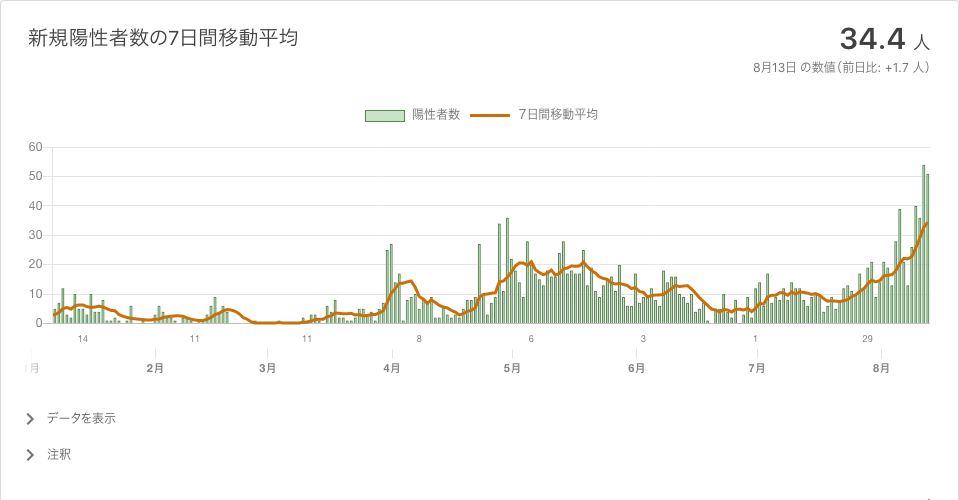 新規陽性者数の7日間移動平均
34.4 人
8月13日 の数値（前日比: +1.7 人）
陽性者数 7日間移動平均
60
50
40
30
20
10
0
14 11 11 8 6 3 1 29
月 2月 3月 4月 5月 6月 7月 8月
データを表示
注釈